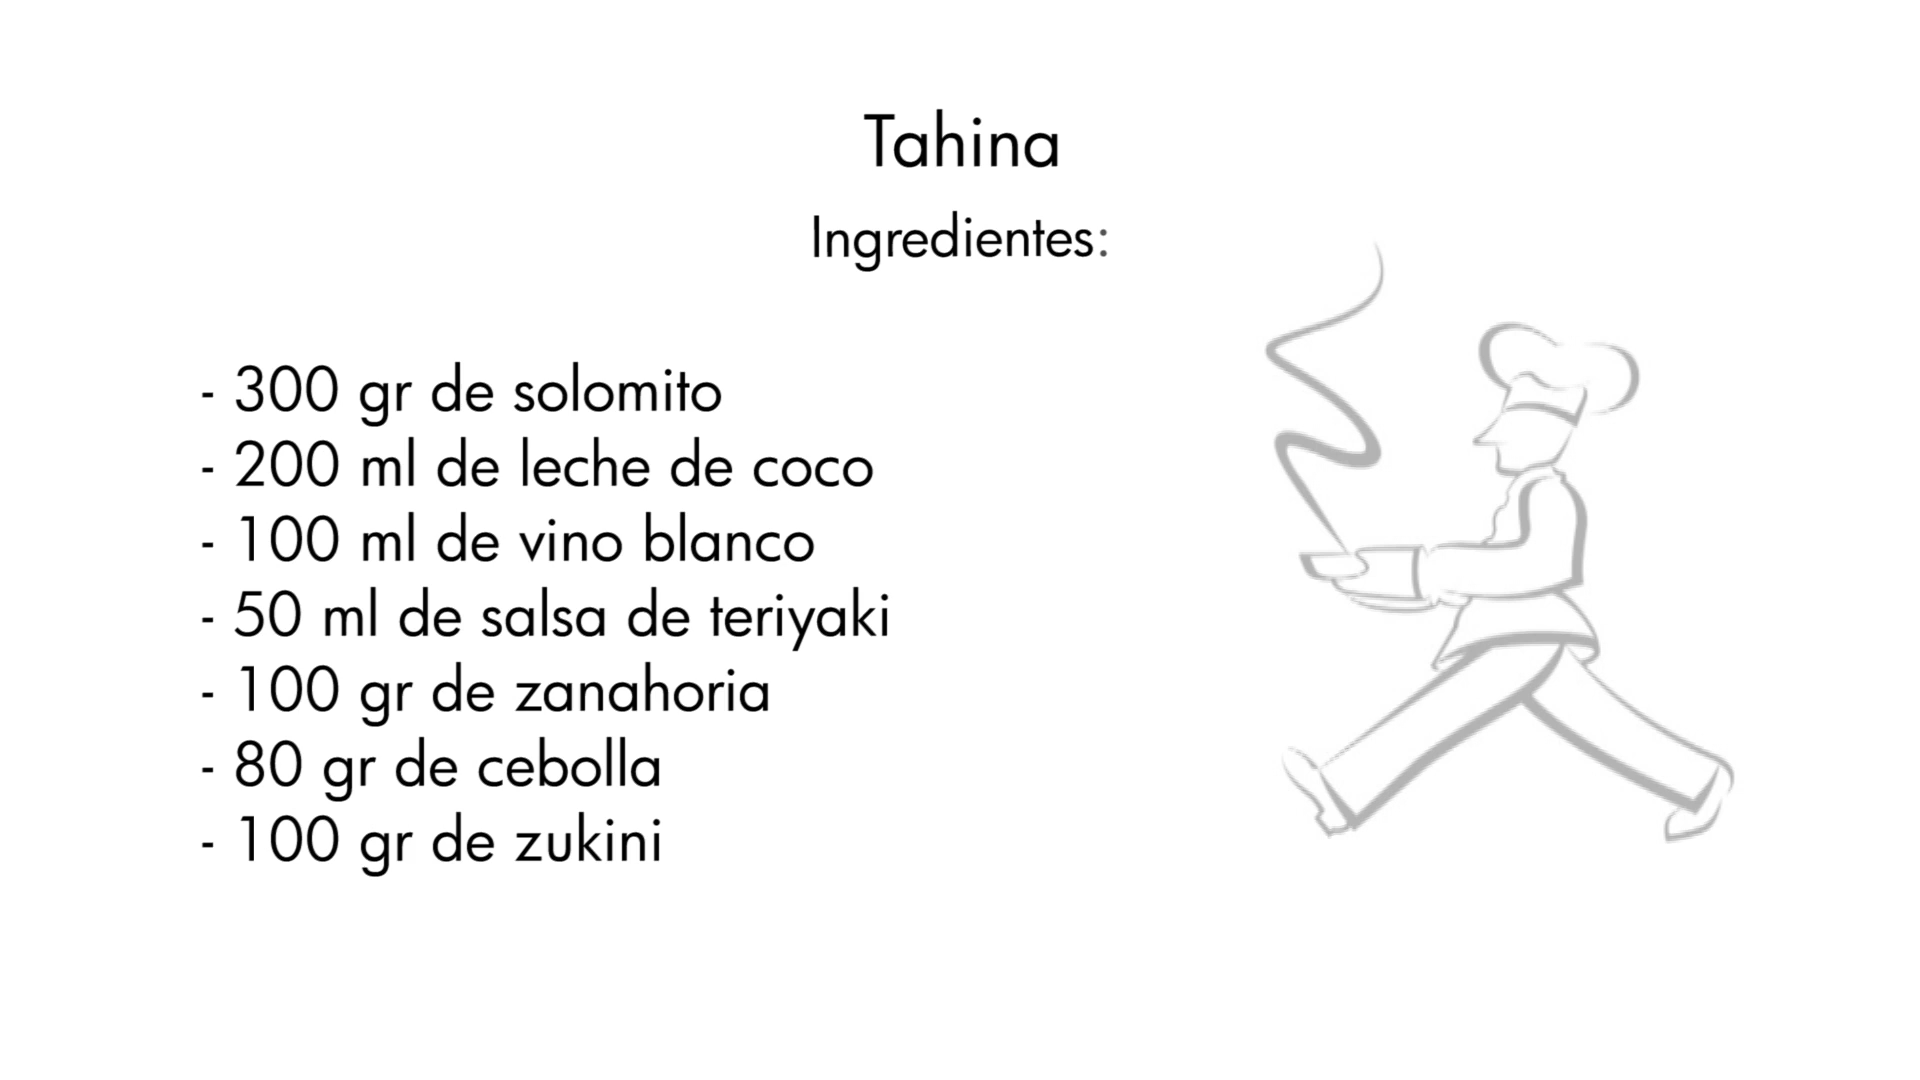 Tahina
Ingredientes:
- 300 gr de solomito
- 200 ml de leche de coco
- 100 ml de vino blanco
- 50 ml de salsa de teriyaki
- 100 gr de zanahoria
- 80 gr de cebolla
- 100 gr de zukini